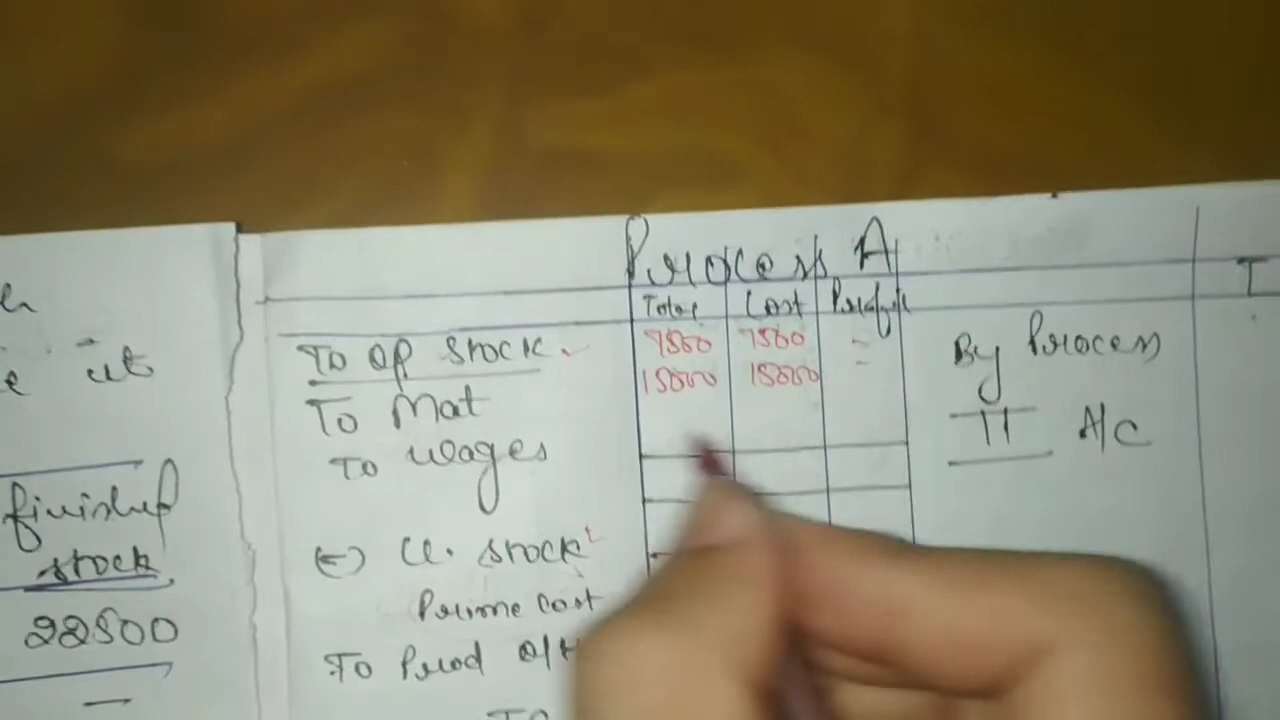 Process A
Total Cost Profit
To op stock 7500 7500 =
To Mat 15000 15000 =
To wages
(-) Cl. stock
Prime cost
To Prod o/H
To
By Process
II A/C
I
finished
stock
22500
—